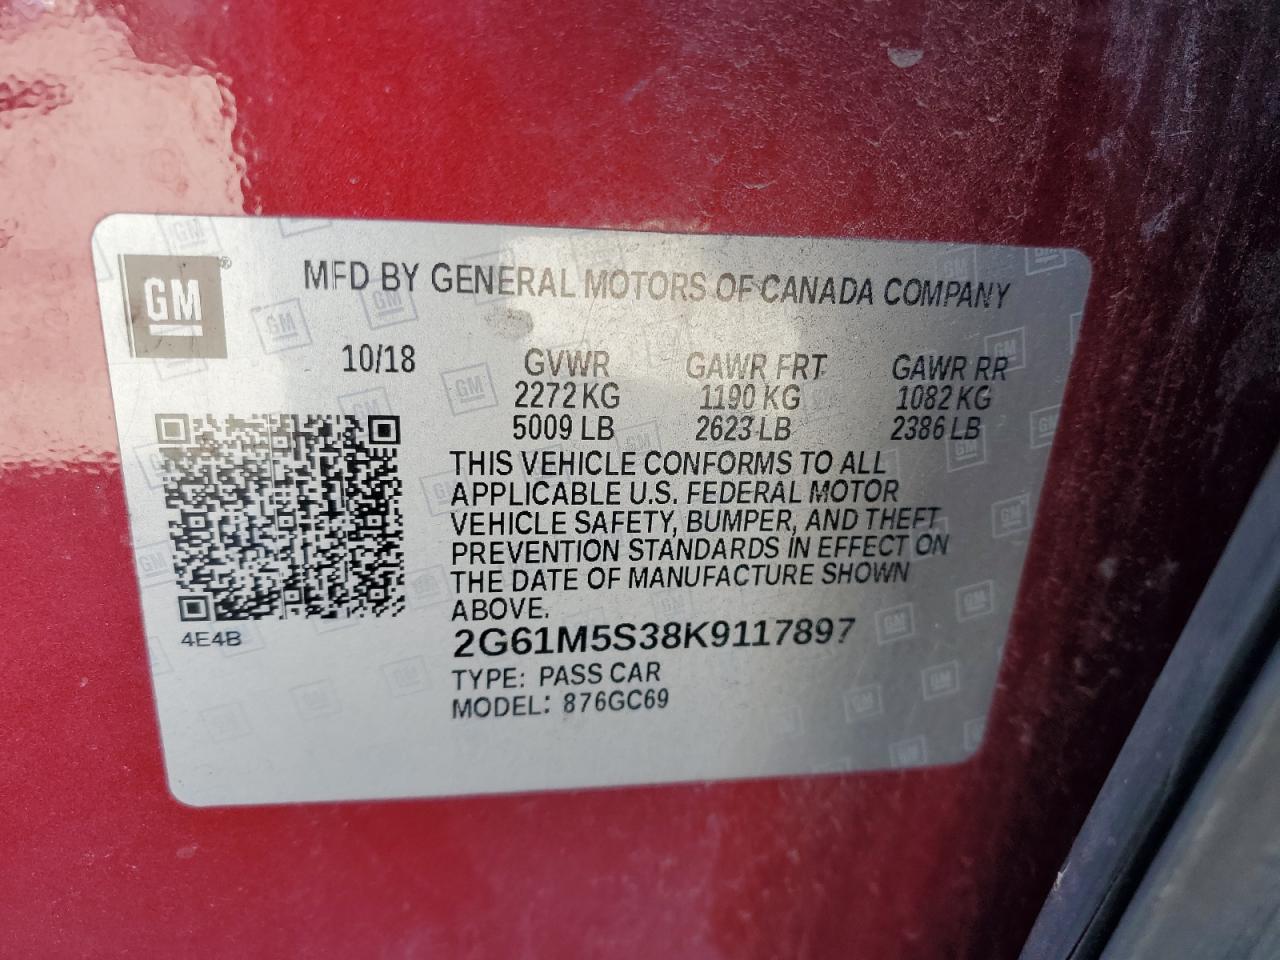 GM®
MFD BY GENERAL MOTORS OF CANADA COMPANY
10/18 GVWR GAWR FRT GAWR RR
2272 KG 1190 KG 1082 KG
5009 LB 2623 LB 2386 LB
THIS VEHICLE CONFORMS TO ALL
APPLICABLE U.S. FEDERAL MOTOR
VEHICLE SAFETY, BUMPER, AND THEFT
PREVENTION STANDARDS IN EFFECT ON
THE DATE OF MANUFACTURE SHOWN
ABOVE.
4E4B
2G61M5S38K9117897
TYPE: PASS CAR
MODEL: 876GC69